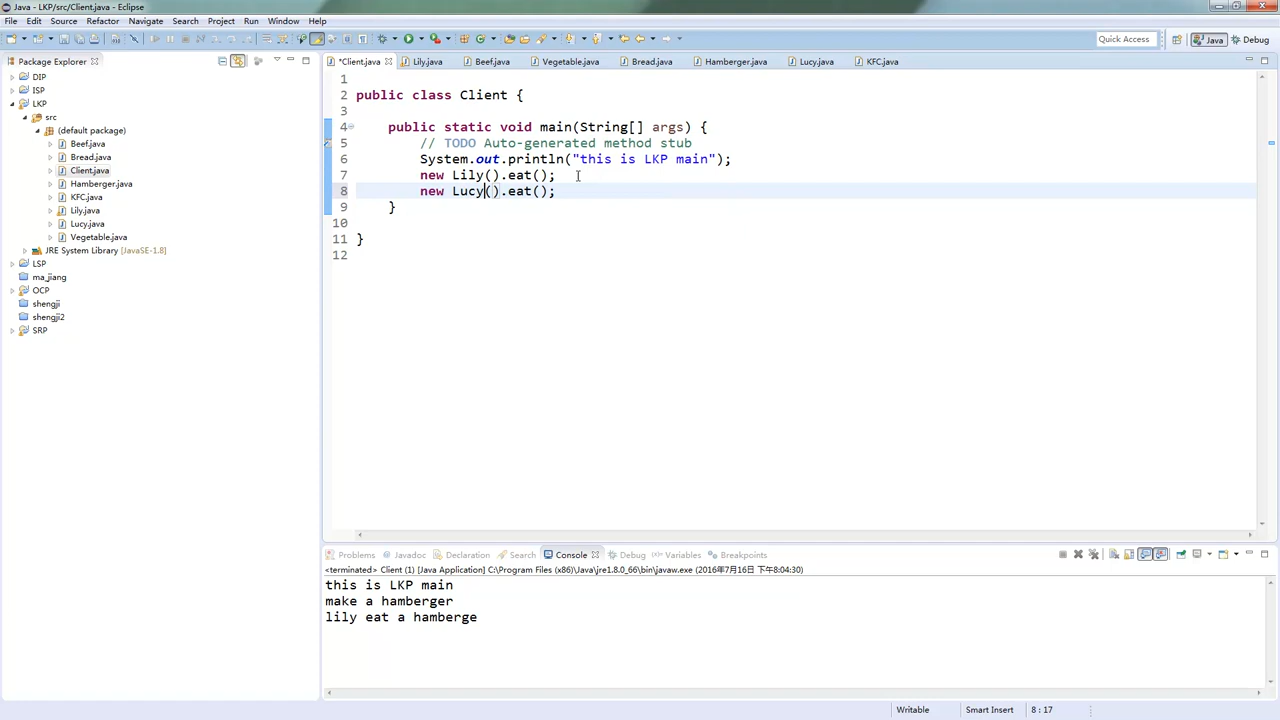 Java - LKP/src/Client.java - Eclipse
File Edit Source Refactor Navigate Search Project Run Window Help
Quick Access Java Debug
Package Explorer
DIP
ISP
LKP
src
(default package)
Beef.java
Bread.java
Client.java
Hamberger.java
KFC.java
Lily.java
Lucy.java
Vegetable.java
JRE System Library [JavaSE-1.8]
LSP
ma_jiang
OCP
shengji
shengji2
SRP
*Client.java Lily.java Beef.java Vegetable.java Bread.java Hamberger.java Lucy.java KFC.java
1
2 public class Client {
3
4 public static void main(String[] args) {
5 // TODO Auto-generated method stub
6 System.out.println("this is LKP main");
7 new Lily().eat();
8 new Lucy().eat();
9 }
10
11 }
12
Problems Javadoc Declaration Search Console Debug Variables Breakpoints
<terminated> Client (1) [Java Application] C:\Program Files (x86)\Java\jre1.8.0_66\bin\javaw.exe (2016年7月16日 下午8:04:30)
this is LKP main
make a hamberger
lily eat a hamberge
Writable Smart Insert 8 : 17